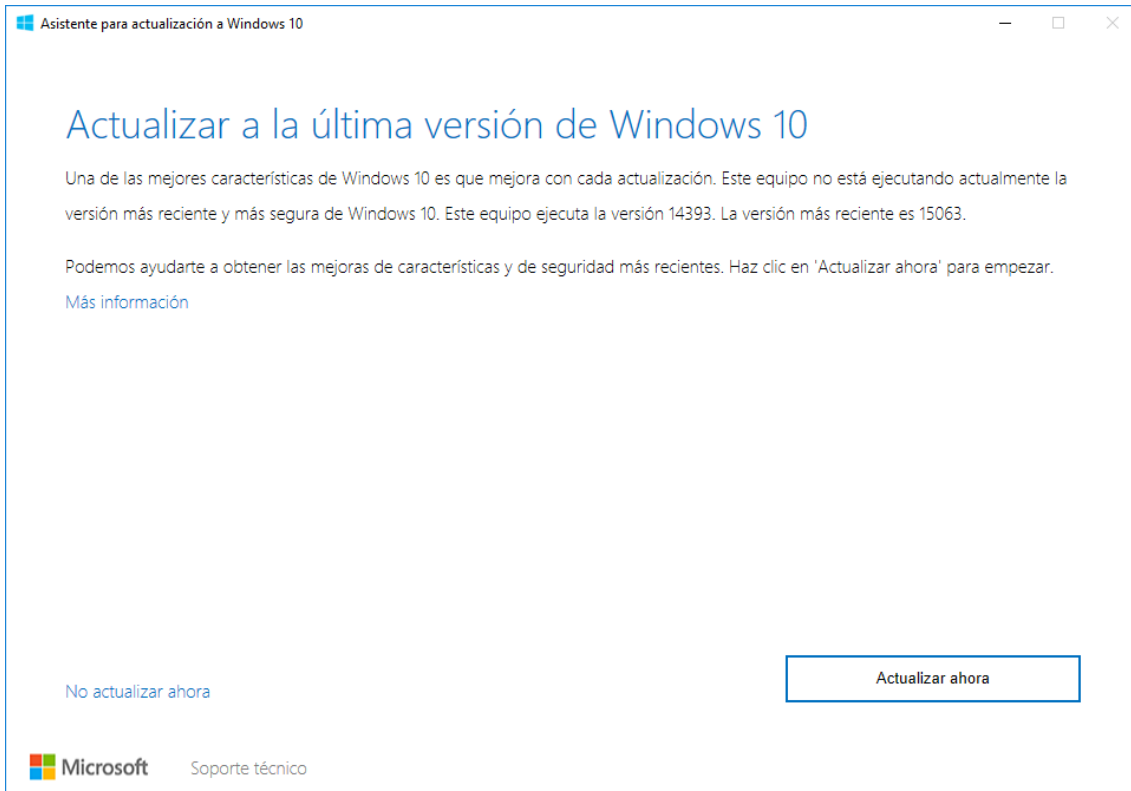 Asistente para actualización a Windows 10
Actualizar a la última versión de Windows 10
Una de las mejores características de Windows 10 es que mejora con cada actualización. Este equipo no está ejecutando actualmente la
versión más reciente y más segura de Windows 10. Este equipo ejecuta la versión 14393. La versión más reciente es 15063.
Podemos ayudarte a obtener las mejoras de características y de seguridad más recientes. Haz clic en 'Actualizar ahora' para empezar.
Más información
No actualizar ahora
Actualizar ahora
Microsoft
Soporte técnico